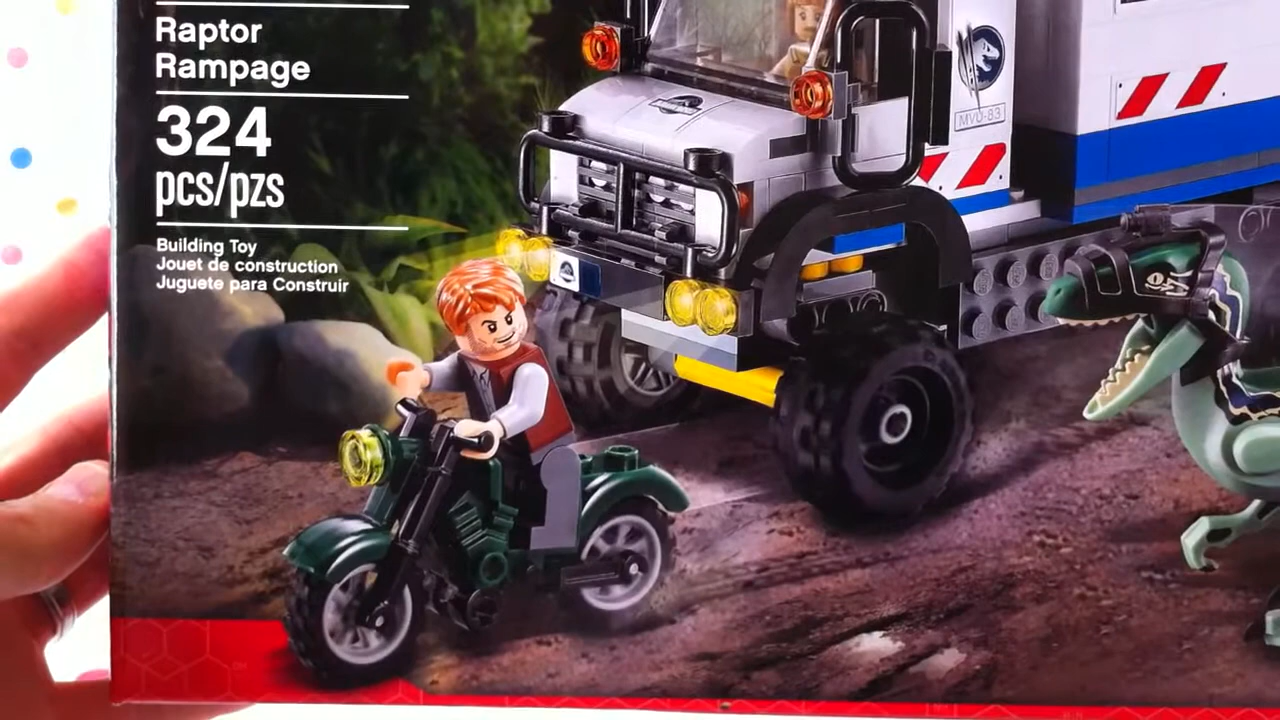 Raptor
Rampage
324
pcs/pzs
Building Toy
Jouet de construction
Juguete para Construir
MVU-83